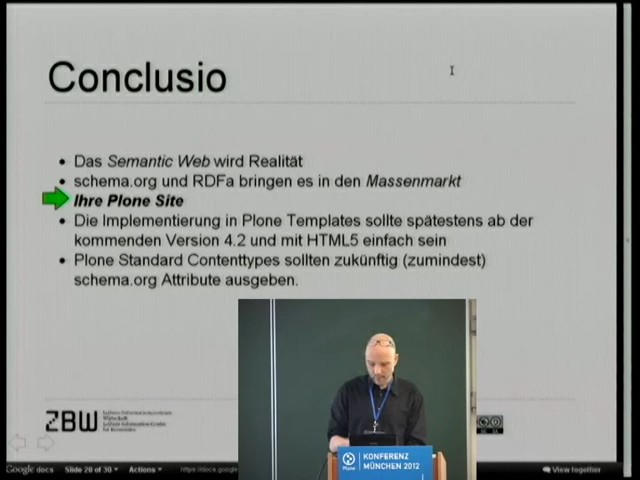 Conclusio
• Das Semantic Web wird Realität
• schema.org und RDFa bringen es in den Massenmarkt
Ihre Plone Site
• Die Implementierung in Plone Templates sollte spätestens ab der
kommenden Version 4.2 und mit HTML5 einfach sein
• Plone Standard Contenttypes sollten zukünftig (zumindest)
schema.org Attribute ausgeben.
ZBW
Plone
KONFERENZ
MÜNCHEN 2012
Google docs Slide 20 of 30 Actions https://docs.google View together